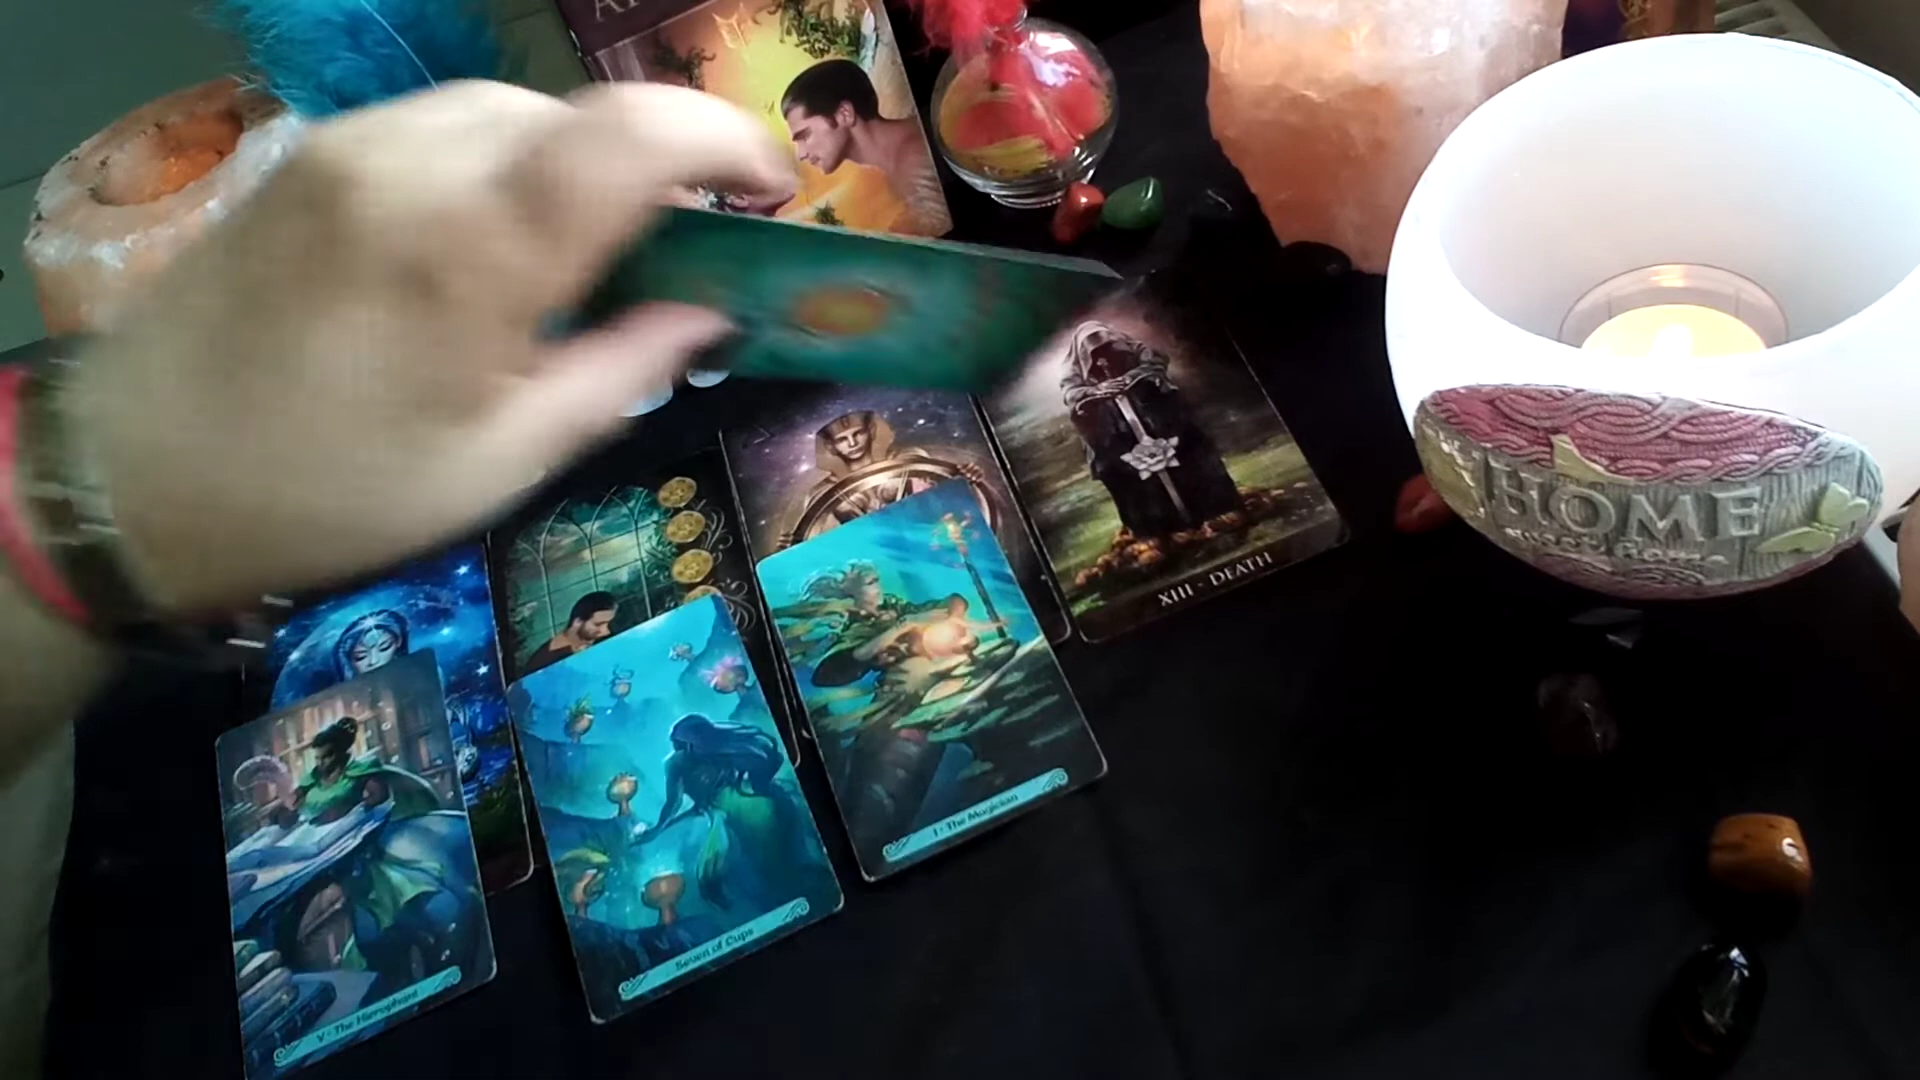 XIII - DEATH
HOME
I - The Magician
Seven of Cups
V - The Hierophant